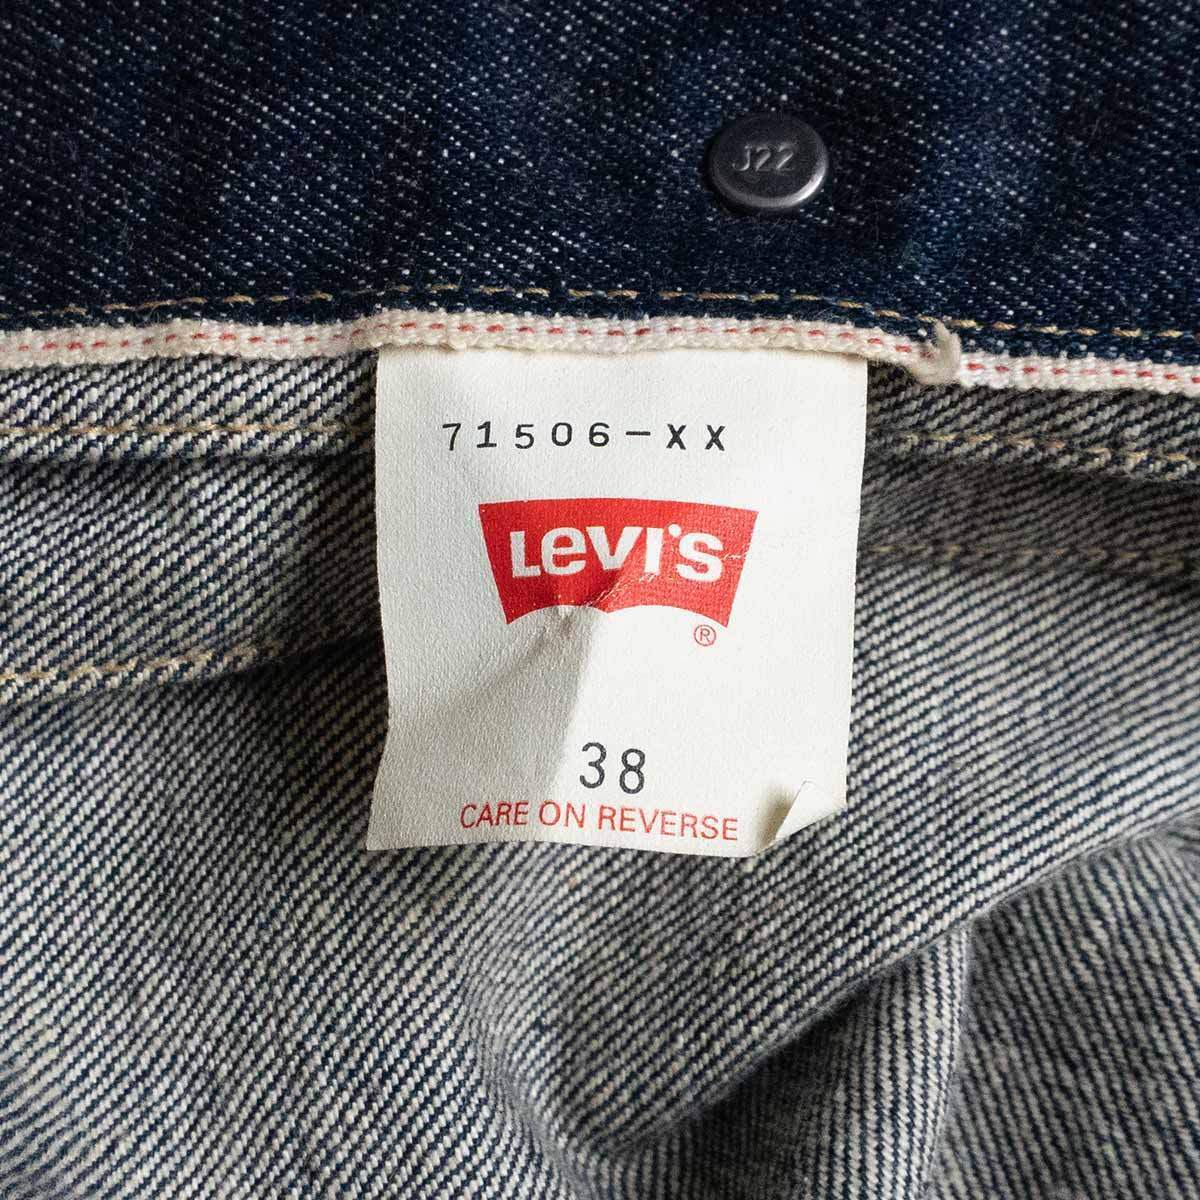 J22
71506-XX
LEVI'S
®
38
CARE ON REVERSE